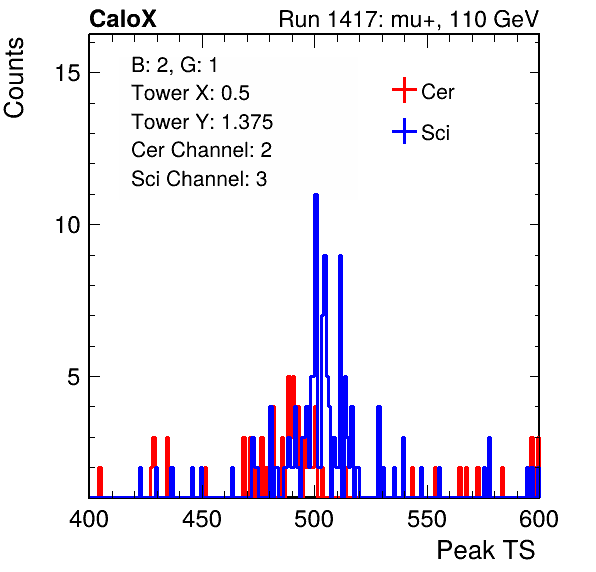 CaloX Run 1417: mu+, 110 GeV
Counts
B: 2, G: 1
Tower X: 0.5
Tower Y: 1.375
Cer Channel: 2
Sci Channel: 3
Cer
Sci
15
10
5
400 450 500 550 600
Peak TS